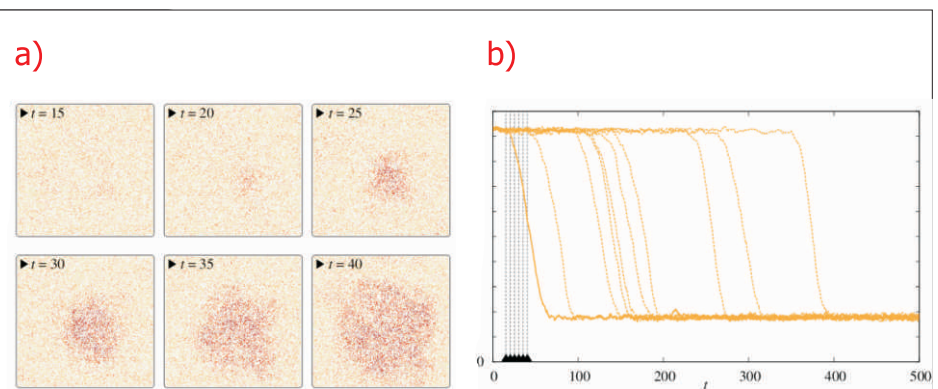 a)
b)
▶ t = 15
▶ t = 20
▶ t = 25
▶ t = 30
▶ t = 35
▶ t = 40
0
0 100 200 300 400 500
t